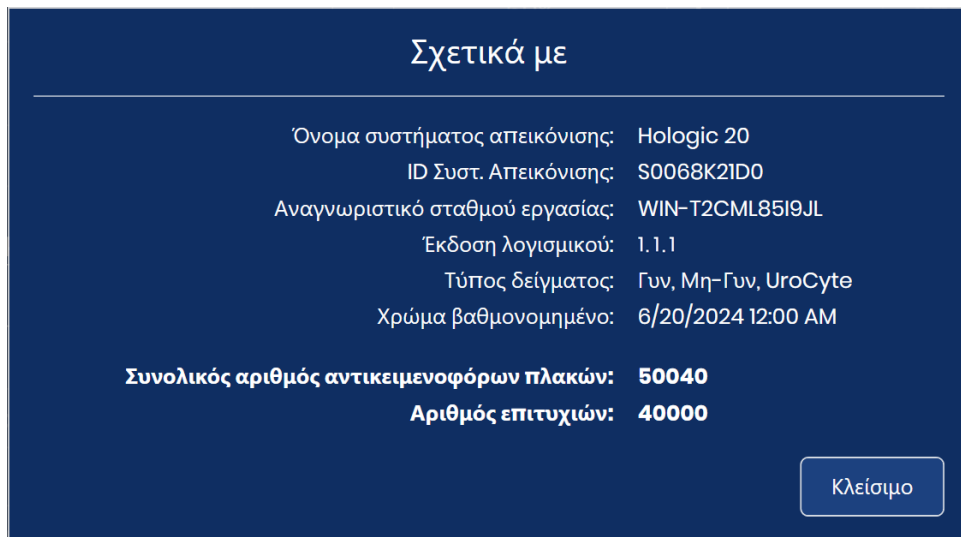 Σχετικά με
Όνομα συστήματος απεικόνισης: Hologic 20
ID Συστ. Απεικόνισης: S0068K21D0
Αναγνωριστικό σταθμού εργασίας: WIN-T2CML85I9JL
Έκδοση λογισμικού: 1.1.1
Τύπος δείγματος: Γυν, Μη-Γυν, UroCyte
Χρώμα βαθμονομημένο: 6/20/2024 12:00 AM
Συνολικός αριθμός αντικειμενοφόρων πλακών: 50040
Αριθμός επιτυχιών: 40000
Κλείσιμο